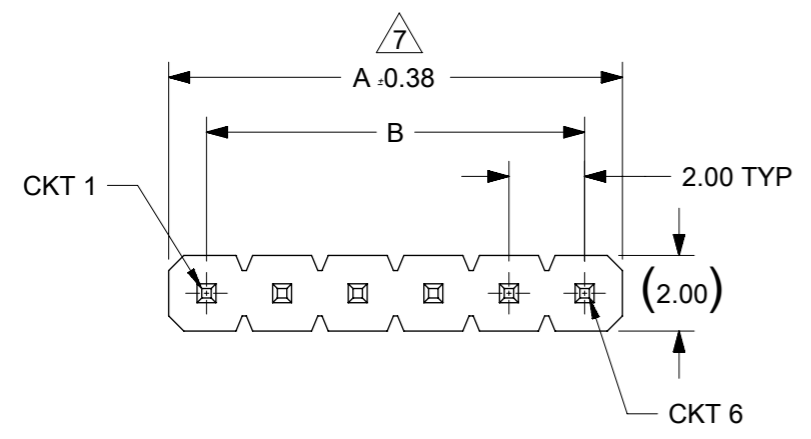 7
A ±0.38
B
CKT 1
2.00 TYP
(2.00)
CKT 6